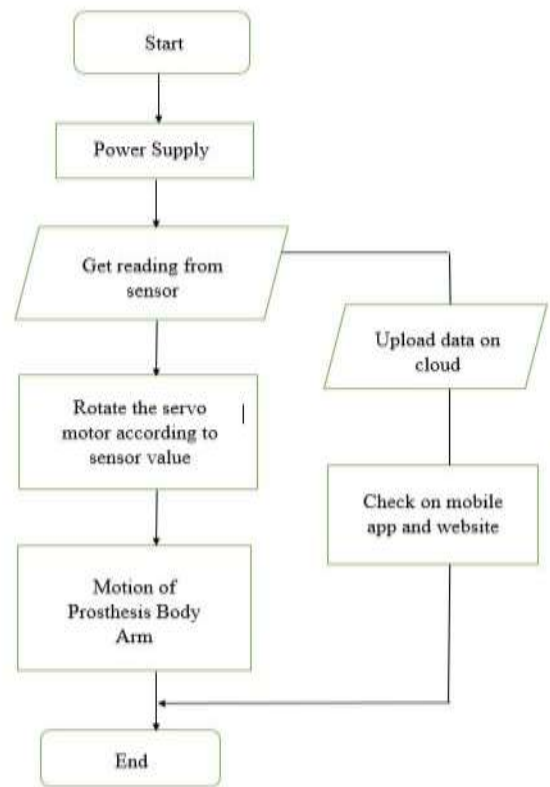 Start
Power Supply
Get reading from
sensor
Upload data on
cloud
Rotate the servo
motor according to
sensor value
Check on mobile
app and website
Motion of
Prosthesis Body
Arm
End